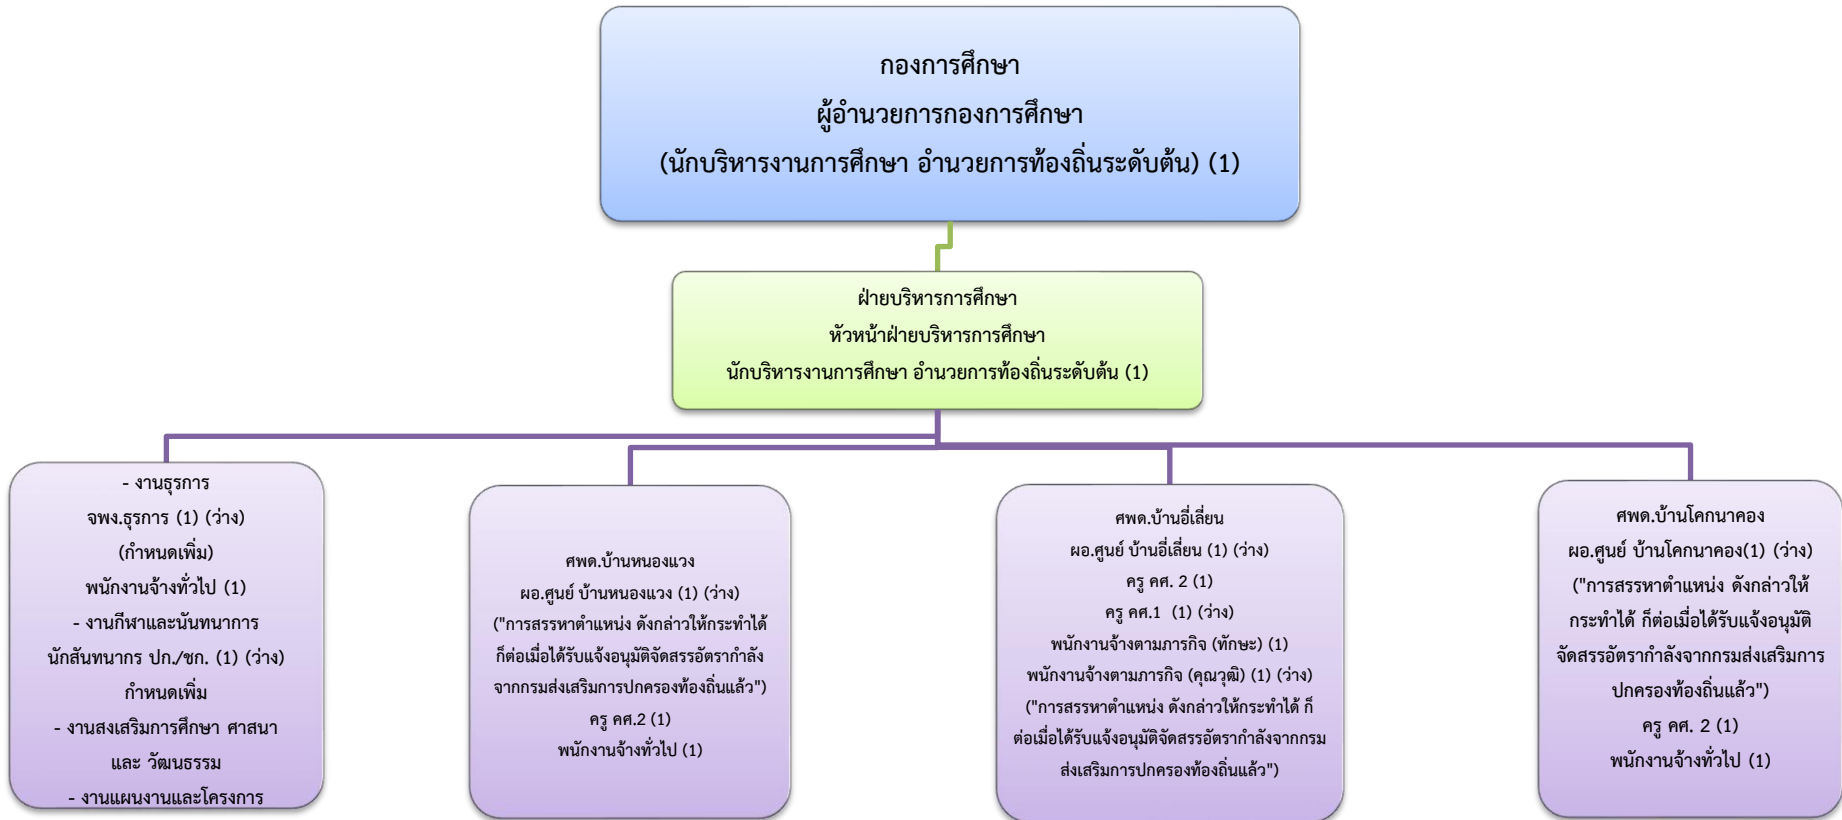 กองการศึกษา
ผู้อำนวยการกองการศึกษา
(นักบริหารงานการศึกษา อำนวยการท้องถิ่นระดับต้น) (1)
ฝ่ายบริหารการศึกษา
หัวหน้าฝ่ายบริหารการศึกษา
นักบริหารงานการศึกษา อำนวยการท้องถิ่นระดับต้น (1)
- งานธุรการ
จพง.ธุรการ (1) (ว่าง)
(กำหนดเพิ่ม)
พนักงานจ้างทั่วไป (1)
- งานกีฬาและนันทนาการ
นักสันทนากร ปก./ชก. (1) (ว่าง)
กำหนดเพิ่ม
- งานสงเสริมการศึกษา ศาสนา
และ วัฒนธรรม
- งานแผนงานและโครงการ
ศพด.บ้านหนองแวง
ผอ.ศูนย์ บ้านหนองแวง (1) (ว่าง)
("การสรรหาตำแหน่ง ดังกล่าวให้กระทำได้
ก็ต่อเมื่อได้รับแจ้งอนุมัติจัดสรรอัตรากำลัง
จากกรมส่งเสริมการปกครองท้องถิ่นแล้ว")
ครู คศ.2 (1)
พนักงานจ้างทั่วไป (1)
ศพด.บ้านอี่เลี่ยน
ผอ.ศูนย์ บ้านอี่เลี่ยน (1) (ว่าง)
ครู คศ. 2 (1)
ครู คศ.1 (1) (ว่าง)
พนักงานจ้างตามภารกิจ (ทักษะ) (1)
พนักงานจ้างตามภารกิจ (คุณวุฒิ) (1) (ว่าง)
("การสรรหาตำแหน่ง ดังกล่าวให้กระทำได้ ก็
ต่อเมื่อได้รับแจ้งอนุมัติจัดสรรอัตรากำลังจากกรม
ส่งเสริมการปกครองท้องถิ่นแล้ว")
ศพด.บ้านโคกนาคอง
ผอ.ศูนย์ บ้านโคกนาคอง(1) (ว่าง)
("การสรรหาตำแหน่ง ดังกล่าวให้
กระทำได้ ก็ต่อเมื่อได้รับแจ้งอนุมัติ
จัดสรรอัตรากำลังจากกรมส่งเสริมการ
ปกครองท้องถิ่นแล้ว")
ครู คศ. 2 (1)
พนักงานจ้างทั่วไป (1)